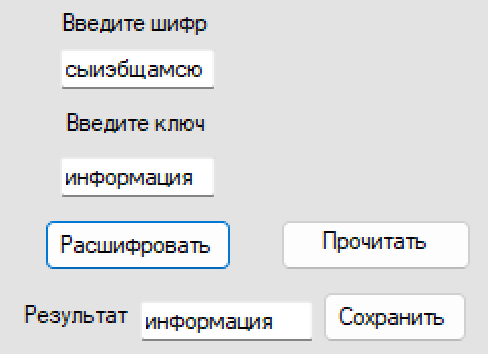 Введите шифр
сыиэбщамсю
Введите ключ
информация
Расшифровать Прочитать
Результат информация Сохранить